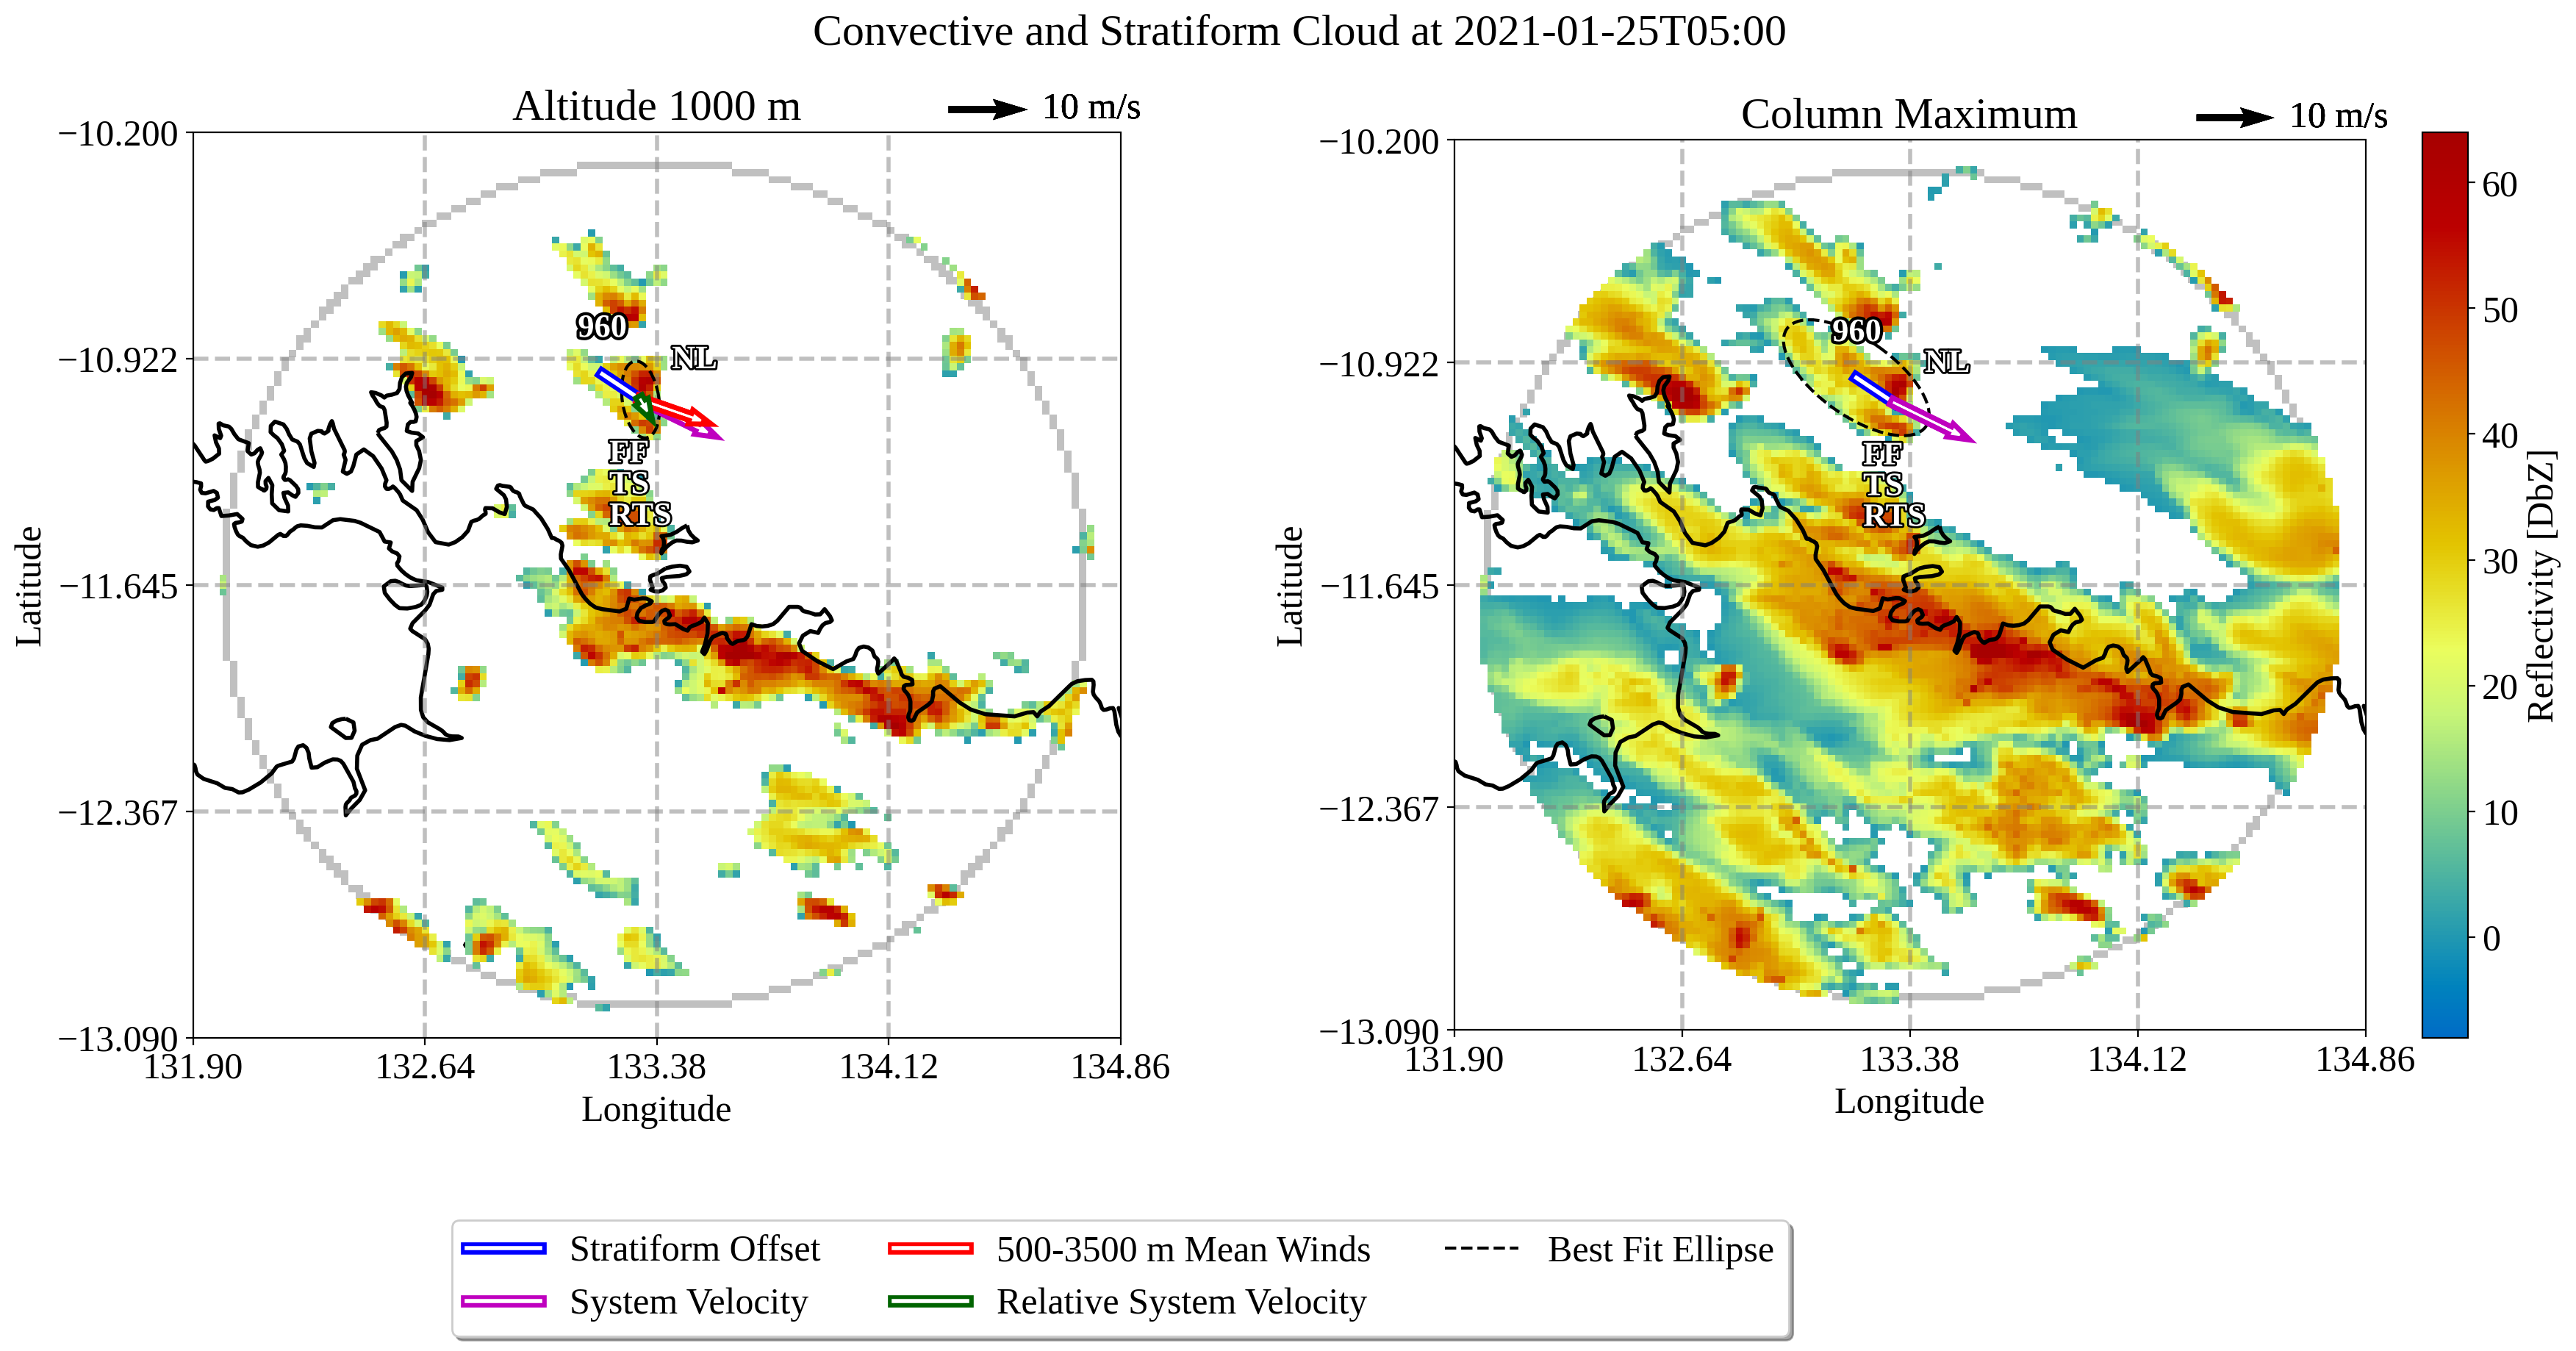 Convective and Stratiform Cloud at 2021-01-25T05:00
Altitude 1000 m
10 m/s
−10.200
−10.922
−11.645
−12.367
−13.090
131.90
132.64
133.38
134.12
134.86
Latitude
Longitude
960
NL
FF
TS
RTS
Column Maximum
10 m/s
−10.200
−10.922
−11.645
−12.367
−13.090
131.90
132.64
133.38
134.12
134.86
Latitude
Longitude
960
NL
FF
TS
RTS
60
50
40
30
20
10
0
Reflectivity [DbZ]
Stratiform Offset
System Velocity
500-3500 m Mean Winds
Relative System Velocity
Best Fit Ellipse